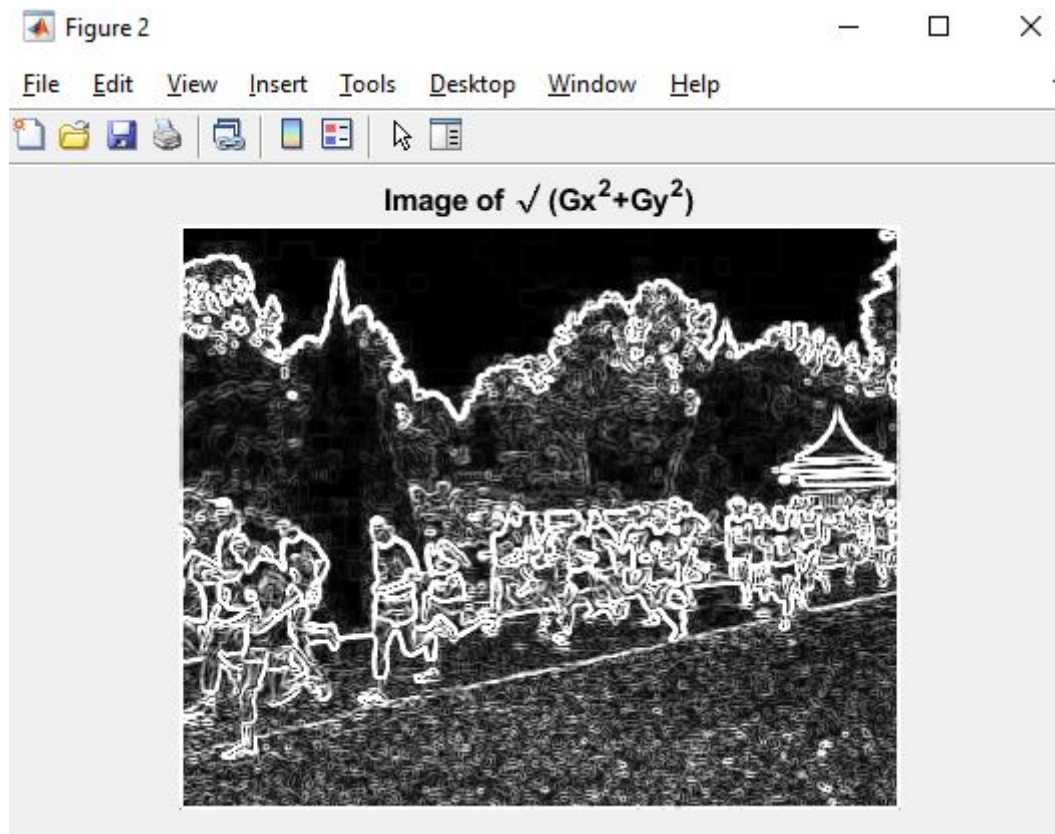 Figure 2
File Edit View Insert Tools Desktop Window Help
Image of √(Gx²+Gy²)